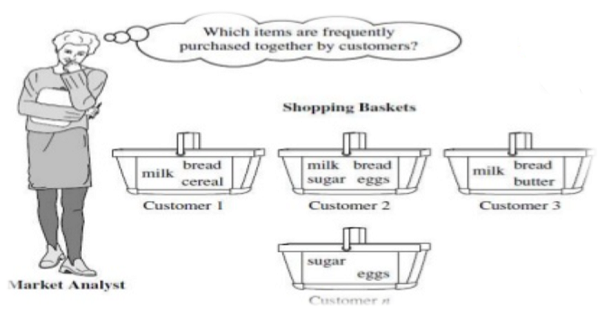 Which items are frequently
purchased together by customers?
Shopping Baskets
milk bread cereal
milk bread
sugar eggs
milk bread butter
Customer 1 Customer 2 Customer 3
sugar
eggs
Customer n
Market Analyst